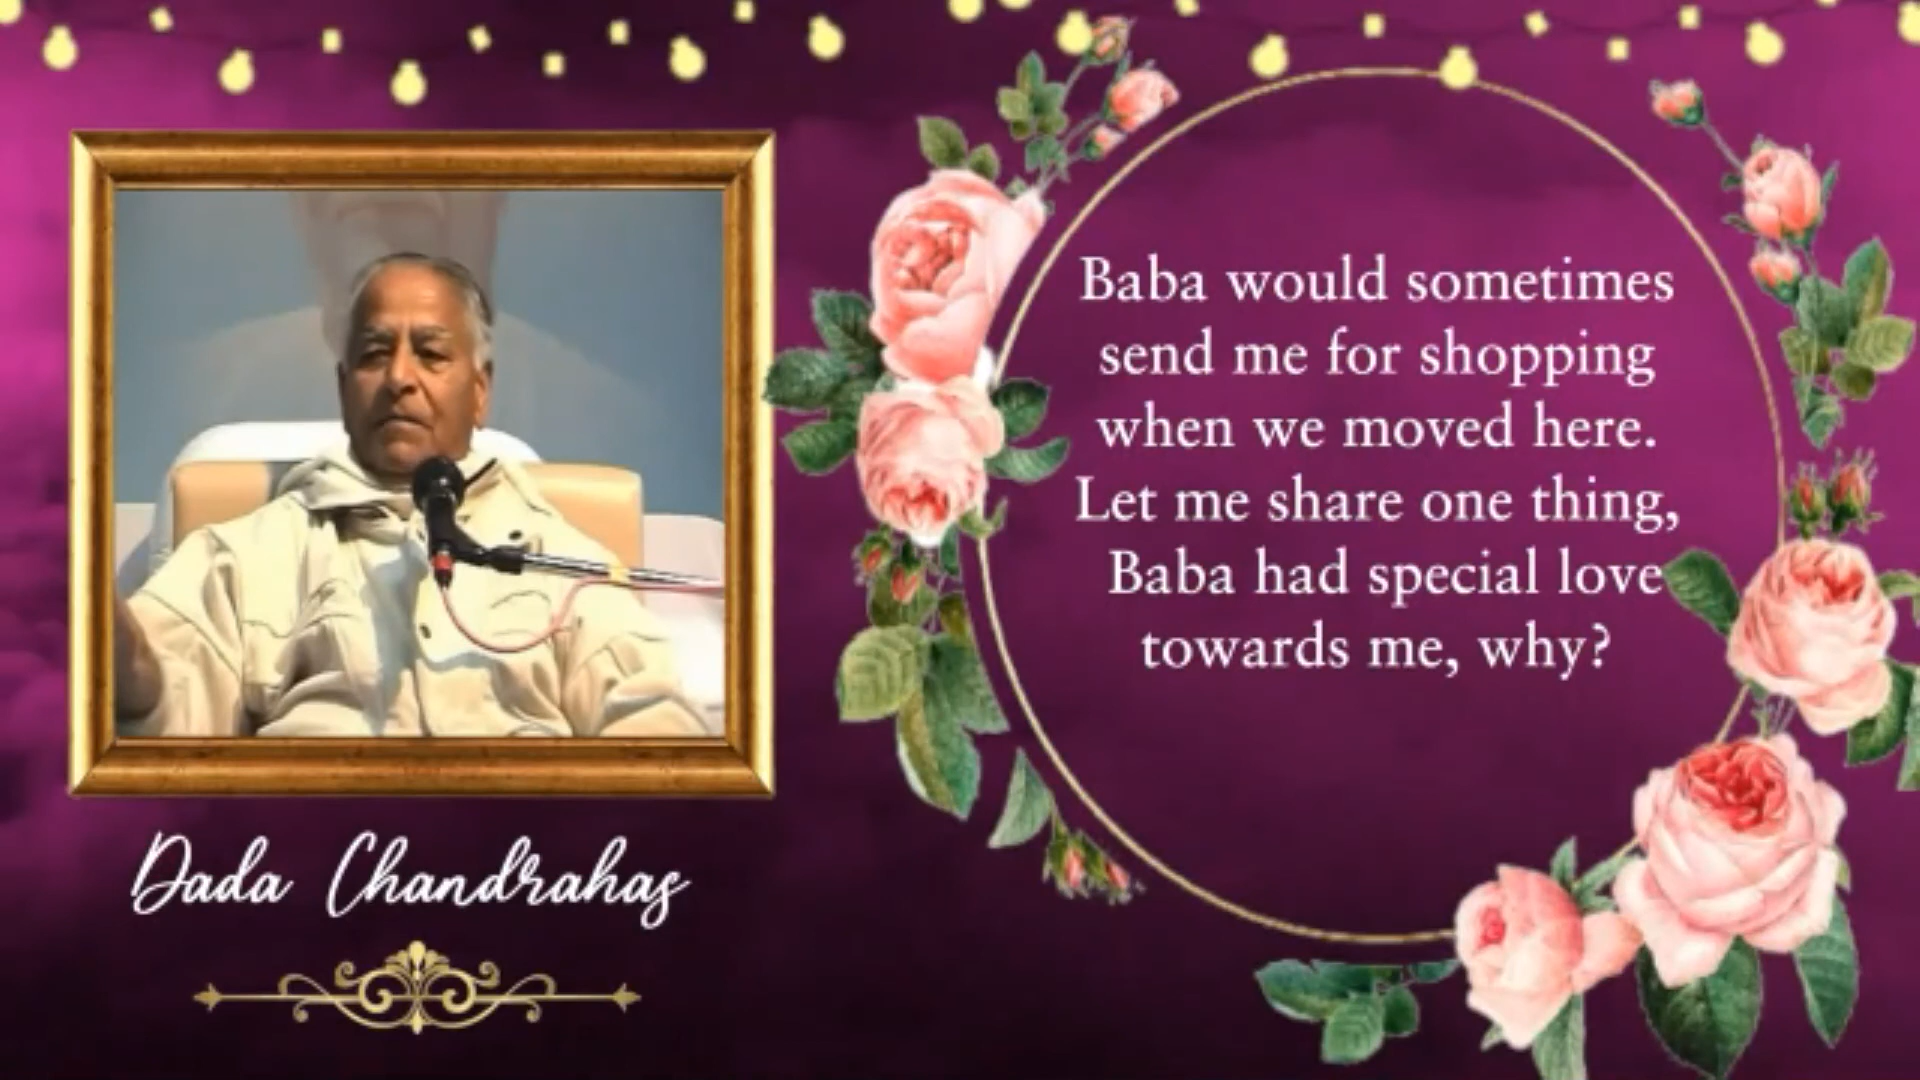 Baba would sometimes
send me for shopping
when we moved here.
Let me share one thing,
Baba had special love
towards me, why?
Dada Chandrahas